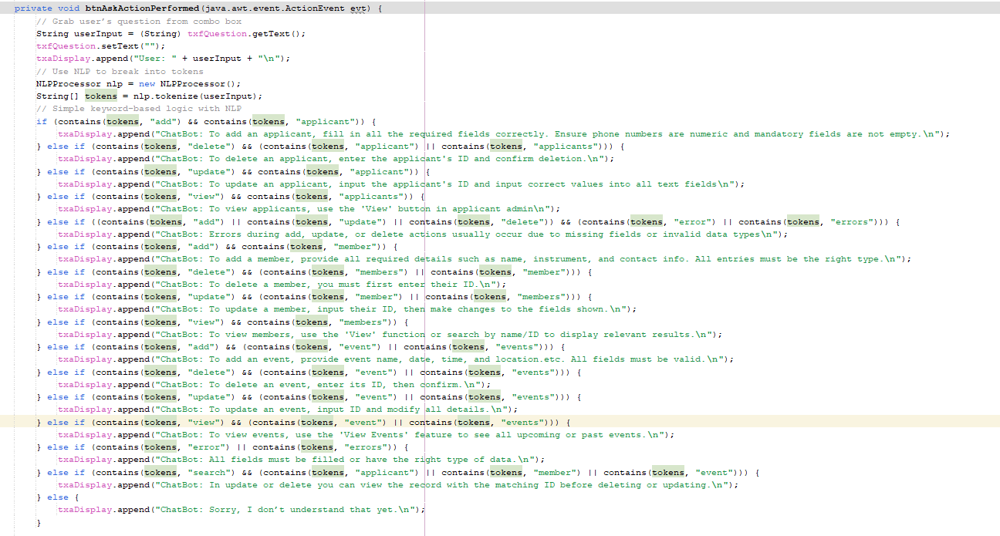 private void btnAskActionPerformed(java.awt.event.ActionEvent evt) {
// Grab user’s question from combo box
String userInput = (String) txfQuestion.getText();
txfQuestion.setText("");
txaDisplay.append("User: " + userInput + "\n");
// Use NLP to break into tokens
NLPProcessor nlp = new NLPProcessor();
String[] tokens = nlp.tokenize(userInput);
// Simple keyword-based logic with NLP
if (contains(tokens, "add") && contains(tokens, "applicant")) {
txaDisplay.append("ChatBot: To add an applicant, fill in all the required fields correctly. Ensure phone numbers are numeric and mandatory fields are not empty.\n");
} else if (contains(tokens, "delete") && (contains(tokens, "applicant") || contains(tokens, "applicants"))) {
txaDisplay.append("ChatBot: To delete an applicant, enter the applicant's ID and confirm deletion.\n");
} else if (contains(tokens, "update") && contains(tokens, "applicant")) {
txaDisplay.append("ChatBot: To update an applicant, input the applicant's ID and input correct values into all text fields\n");
} else if (contains(tokens, "view") && contains(tokens, "applicants")) {
txaDisplay.append("ChatBot: To view applicants, use the 'View' button in applicant admin\n");
} else if ((contains(tokens, "add") || contains(tokens, "update") || contains(tokens, "delete")) && (contains(tokens, "error") || contains(tokens, "errors"))) {
txaDisplay.append("ChatBot: Errors during add, update, or delete actions usually occur due to missing fields or invalid data types\n");
} else if (contains(tokens, "add") && contains(tokens, "member")) {
txaDisplay.append("ChatBot: To add a member, provide all required details such as name, instrument, and contact info. All entries must be the right type.\n");
} else if (contains(tokens, "delete") && (contains(tokens, "members") || contains(tokens, "member"))) {
txaDisplay.append("ChatBot: To delete a member, you must first enter their ID.\n");
} else if (contains(tokens, "update") && (contains(tokens, "member") || contains(tokens, "members"))) {
txaDisplay.append("ChatBot: To update a member, input their ID, then make changes to the fields shown.\n");
} else if (contains(tokens, "view") && contains(tokens, "members")) {
txaDisplay.append("ChatBot: To view members, use the 'View' function or search by name/ID to display relevant results.\n");
} else if (contains(tokens, "add") && (contains(tokens, "event") || contains(tokens, "events"))) {
txaDisplay.append("ChatBot: To add an event, provide event name, date, time, and location.etc. All fields must be valid.\n");
} else if (contains(tokens, "delete") && (contains(tokens, "event") || contains(tokens, "events"))) {
txaDisplay.append("ChatBot: To delete an event, enter its ID, then confirm.\n");
} else if (contains(tokens, "update") && (contains(tokens, "event") || contains(tokens, "events"))) {
txaDisplay.append("ChatBot: To update an event, input ID and modify all details.\n");
} else if (contains(tokens, "view") && (contains(tokens, "event") || contains(tokens, "events"))) {
txaDisplay.append("ChatBot: To view events, use the 'View Events' feature to see all upcoming or past events.\n");
} else if (contains(tokens, "error") || contains(tokens, "errors")) {
txaDisplay.append("ChatBot: All fields must be filled or have the right type of data.\n");
} else if (contains(tokens, "search") && (contains(tokens, "applicant") || contains(tokens, "member") || contains(tokens, "event"))) {
txaDisplay.append("ChatBot: In update or delete you can view the record with the matching ID before deleting or updating.\n");
} else {
txaDisplay.append("ChatBot: Sorry, I don’t understand that yet.\n");
}